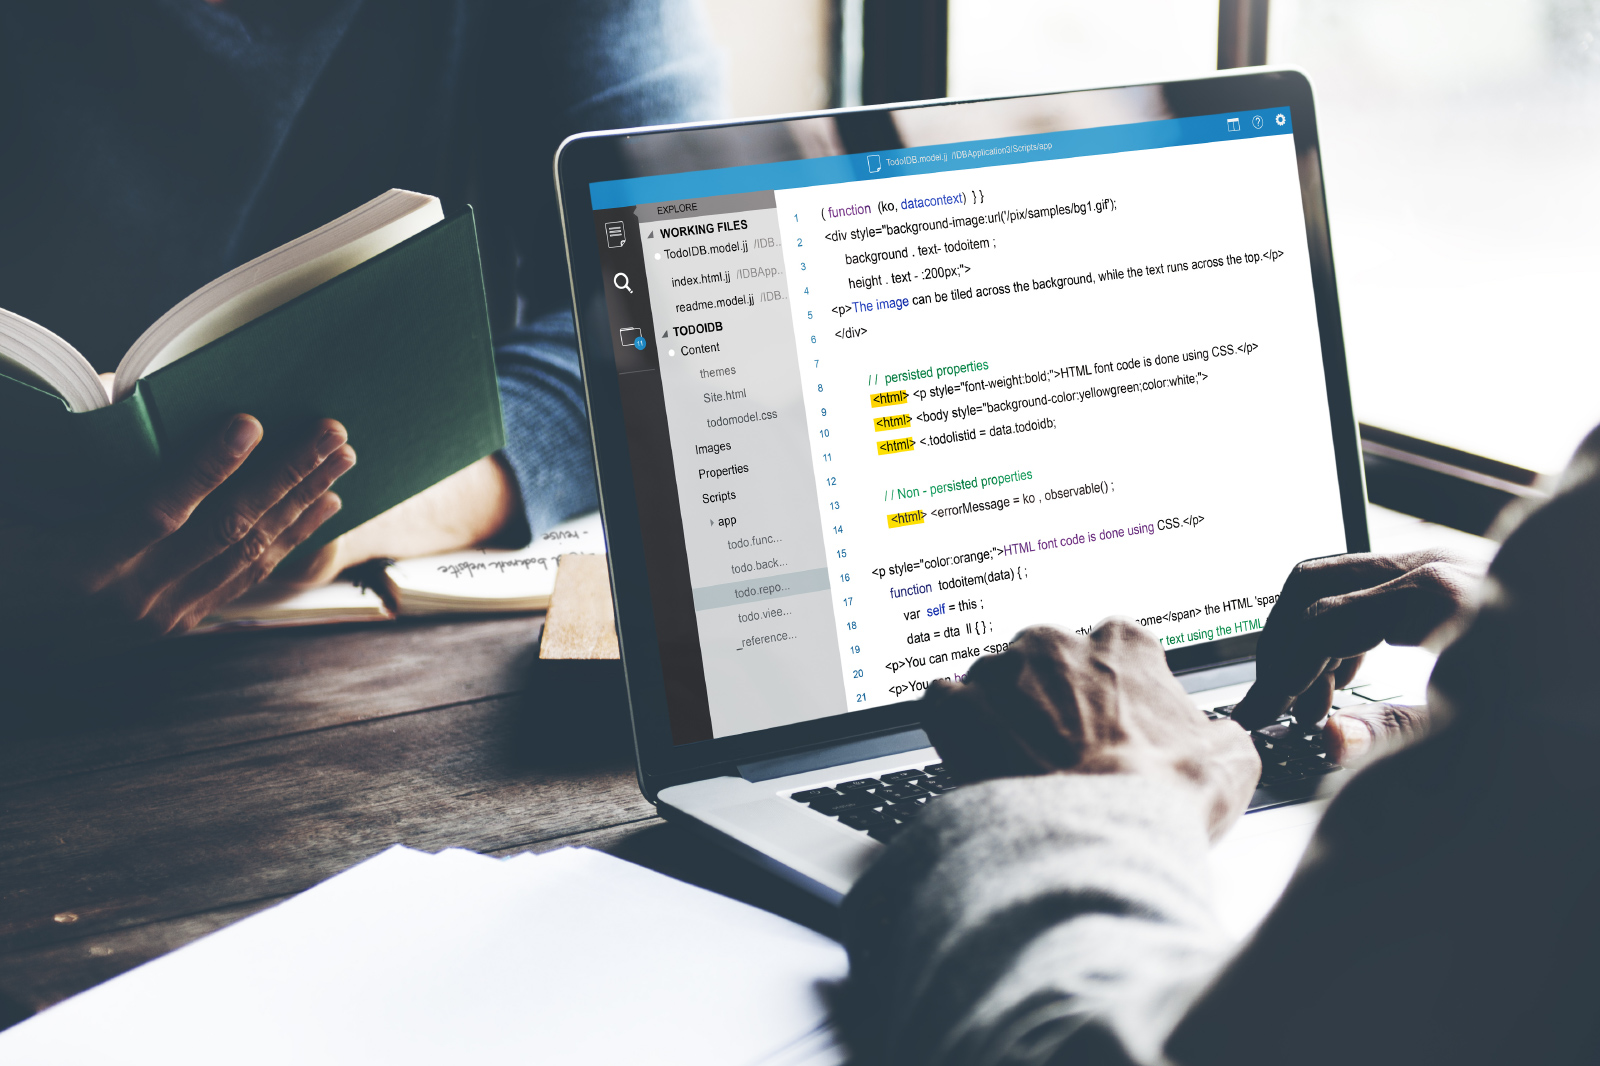 TodoIDB.model.jj /IDBApplication3/Scripts/app
EXPLORE
WORKING FILES
TodoIDB.model.jj /IDB..
index.html.jj /IDBApp..
readme.model.jj /IDB..
TODOIDB
Content
themes
Site.html
todomodel.css
Images
Properties
Scripts
app
todo.func...
todo.back...
todo.repo...
todo.viee...
_reference...
11
1 ( function (ko, datacontext) } }
2 <div style="background-image:url('/pix/samples/bg1.gif');
3 background . text- todoitem ;
4 height . text - :200px;">
5 <p>The image can be tiled across the background, while the text runs across the top.</p>
6 </div>
7
8 // persisted properties
9 <html> <p style="font-weight:bold;">HTML font code is done using CSS.</p>
10 <html> <body style="background-color:yellowgreen;color:white;">
11 <html> <.todolistid = data.todoidb;
12
13 // Non - persisted properties
14 <html> <errorMessage = ko , observable() ;
15
16 <p style="color:orange;">HTML font code is done using CSS.</p>
17 function todoitem(data) { ;
18 var self = this ;
19 data = dta II { } ;
20 <p>You can make <span ome</span> the HTML 'span
21 <p>You text using the HTML
- revise
bookmark website